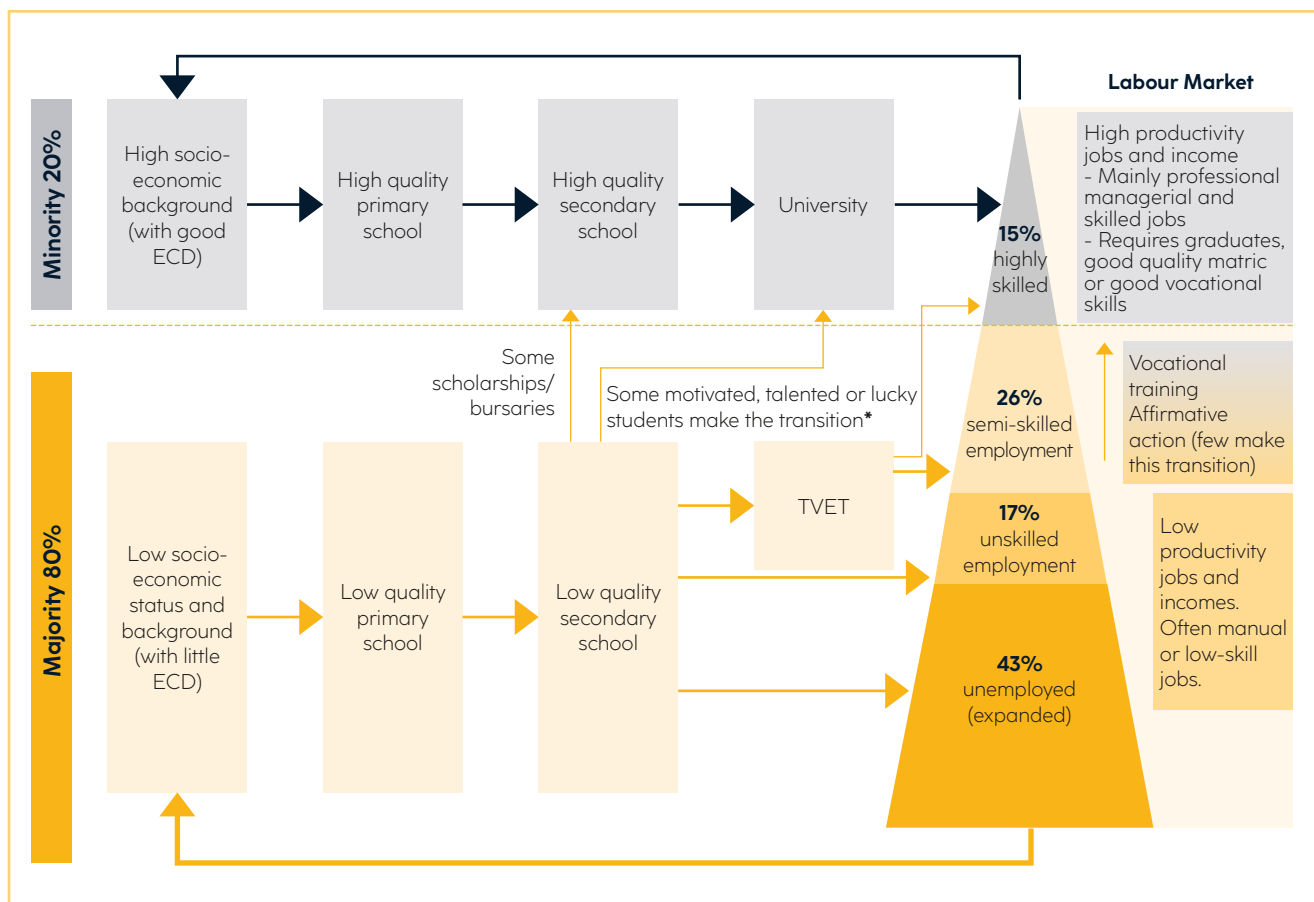 Labour Market
Minority 20%
High socio-
economic
background
(with good
ECD)
High quality
primary
school
High quality
secondary
school
University
15%
highly
skilled
High productivity
jobs and income
- Mainly professional
managerial and
skilled jobs
- Requires graduates,
good quality matric
or good vocational
skills
Some
scholarships/
bursaries
Some motivated, talented or lucky
students make the transition*
26%
semi-skilled
employment
Vocational
training
Affirmative
action (few make
this transition)
Majority 80%
Low socio-
economic
status and
background
(with little
ECD)
Low quality
primary
school
Low quality
secondary
school
TVET
17%
unskilled
employment
43%
unemployed
(expanded)
Low
productivity
jobs and
incomes.
Often manual
or low-skill
jobs.